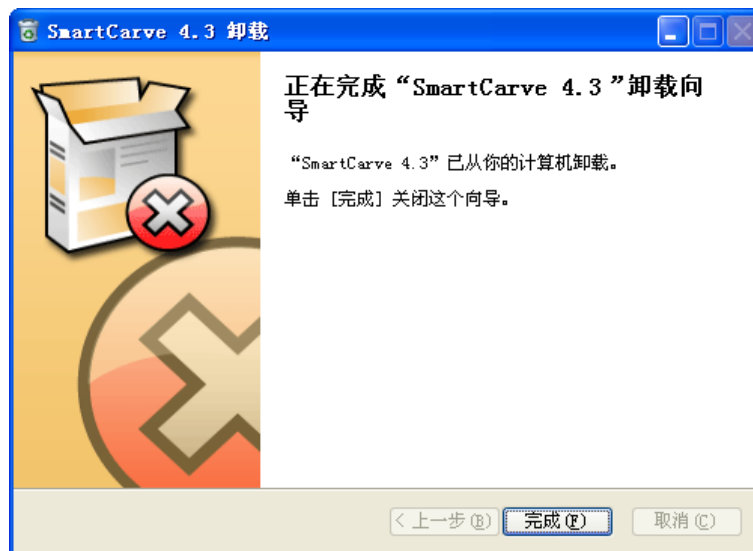 SmartCarve 4.3 卸载
正在完成“SmartCarve 4.3”卸载向
导
“SmartCarve 4.3”已从你的计算机卸载。
单击 [完成] 关闭这个向导。
< 上一步(B) 完成(F) 取消(C)